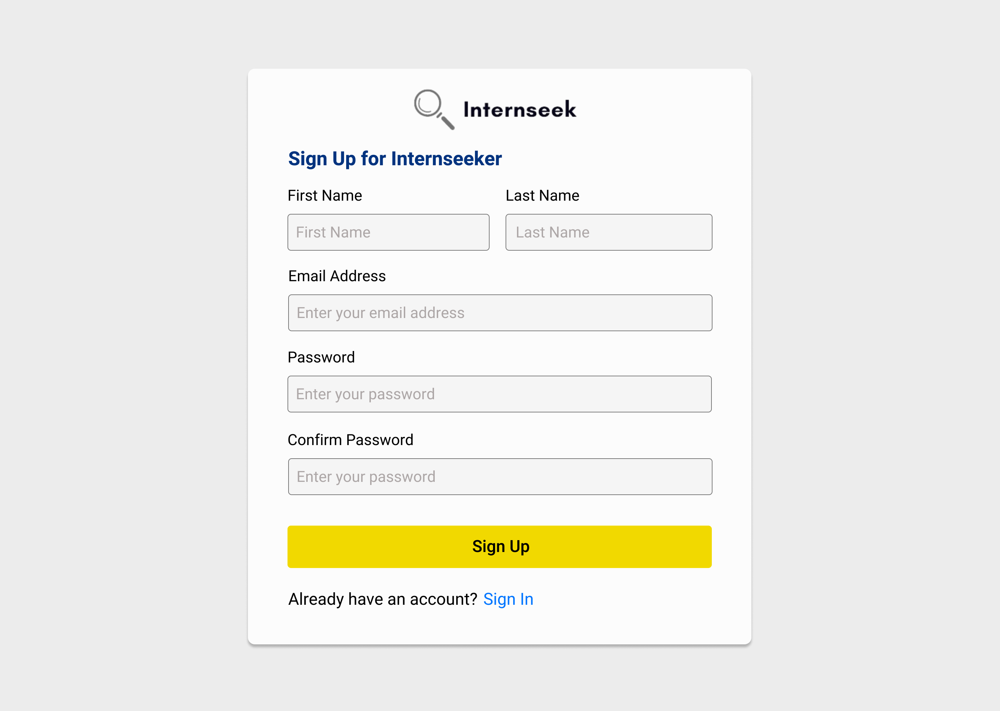 Internseek
Sign Up for Internseeker
First Name
Last Name
First Name
Last Name
Email Address
Enter your email address
Password
Enter your password
Confirm Password
Enter your password
Sign Up
Already have an account? Sign In